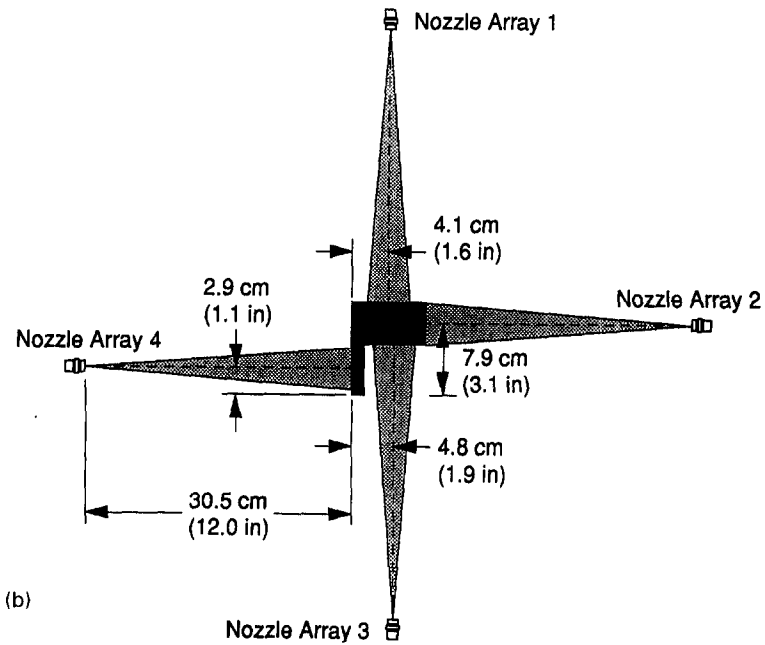 Nozzle Array 1
4.1 cm
(1.6 in)
2.9 cm
(1.1 in)
Nozzle Array 2
Nozzle Array 4
7.9 cm
(3.1 in)
4.8 cm
(1.9 in)
30.5 cm
(12.0 in)
(b)
Nozzle Array 3